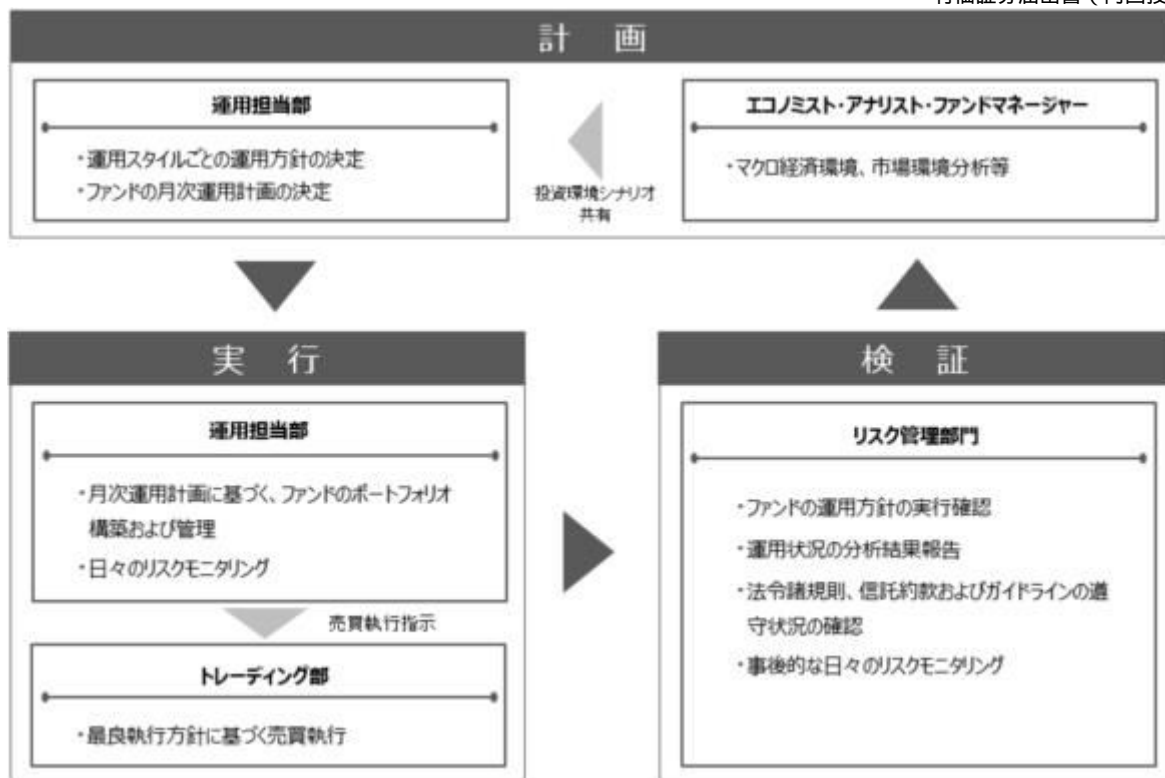 計 画
運用担当部
・運用スタイルごとの運用方針の決定
・ファンドの月次運用計画の決定
投資環境シナリオ
共有
エコノミスト・アナリスト・ファンドマネージャー
・マクロ経済環境、市場環境分析等
実 行
運用担当部
・月次運用計画に基づく、ファンドのポートフォリオ
構築および管理
・日々のリスクモニタリング
売買執行指示
トレーディング部
・最良執行方針に基づく売買執行
検 証
リスク管理部門
・ファンドの運用方針の実行確認
・運用状況の分析結果報告
・法令諸規則、信託約款およびガイドラインの遵
守状況の確認
・事後的な日々のリスクモニタリング